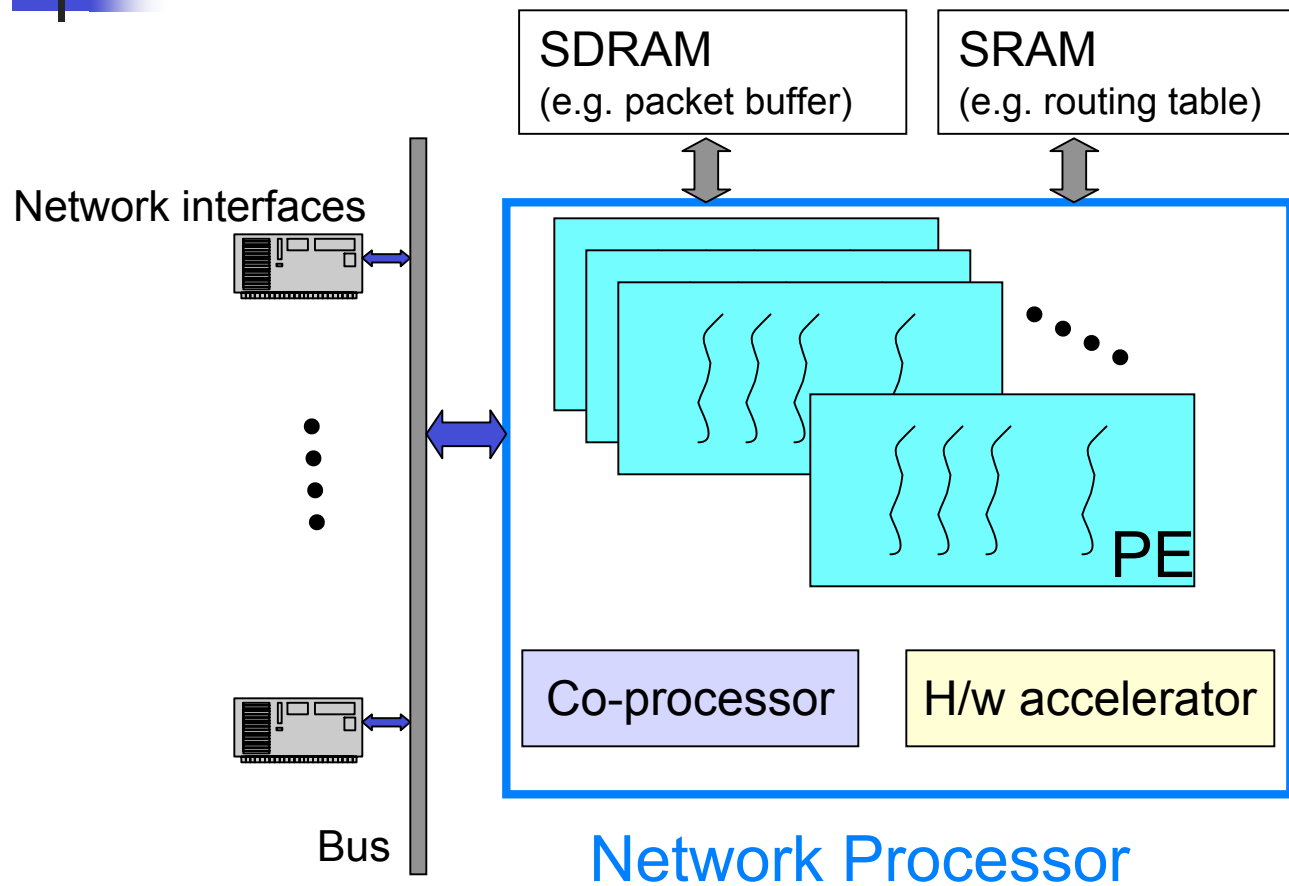 SDRAM
(e.g. packet buffer)
SRAM
(e.g. routing table)
Network interfaces
PE
Co-processor
H/w accelerator
Bus
Network Processor